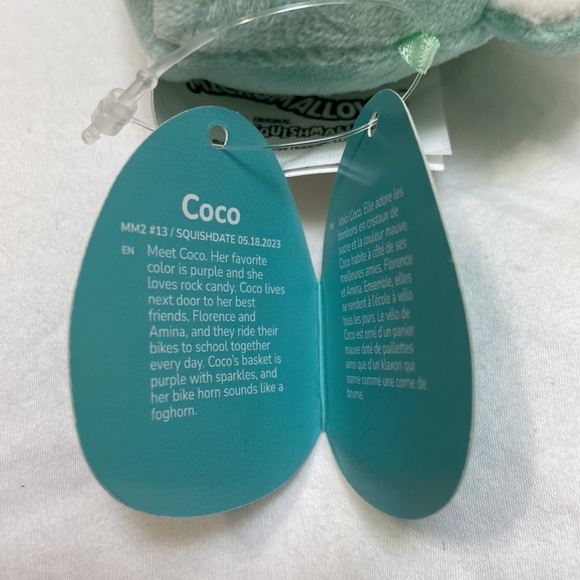 MICROMALLOWS
ORIGINAL
SQUISHMALLOWS
Coco
MM2 #13 / SQUISHDATE 05.18.2023
EN
Meet Coco. Her favorite
color is purple and she
loves rock candy. Coco lives
next door to her best
friends, Florence and
Amina, and they ride their
bikes to school together
every day. Coco's basket is
purple with sparkles, and
her bike horn sounds like a
foghorn.
FR
Voici Coco. Elle adore les
bonbons en cristaux de
sucre et la couleur mauve.
Coco habite à côté de ses
meilleures amies, Florence
et Amina. Ensemble, elles
se rendent à l'école à vélo
tous les jours. Le vélo de
Coco est orné d'un panier
mauve doté de paillettes
ainsi que d'un klaxon qui
sonne comme une corne de
brume.